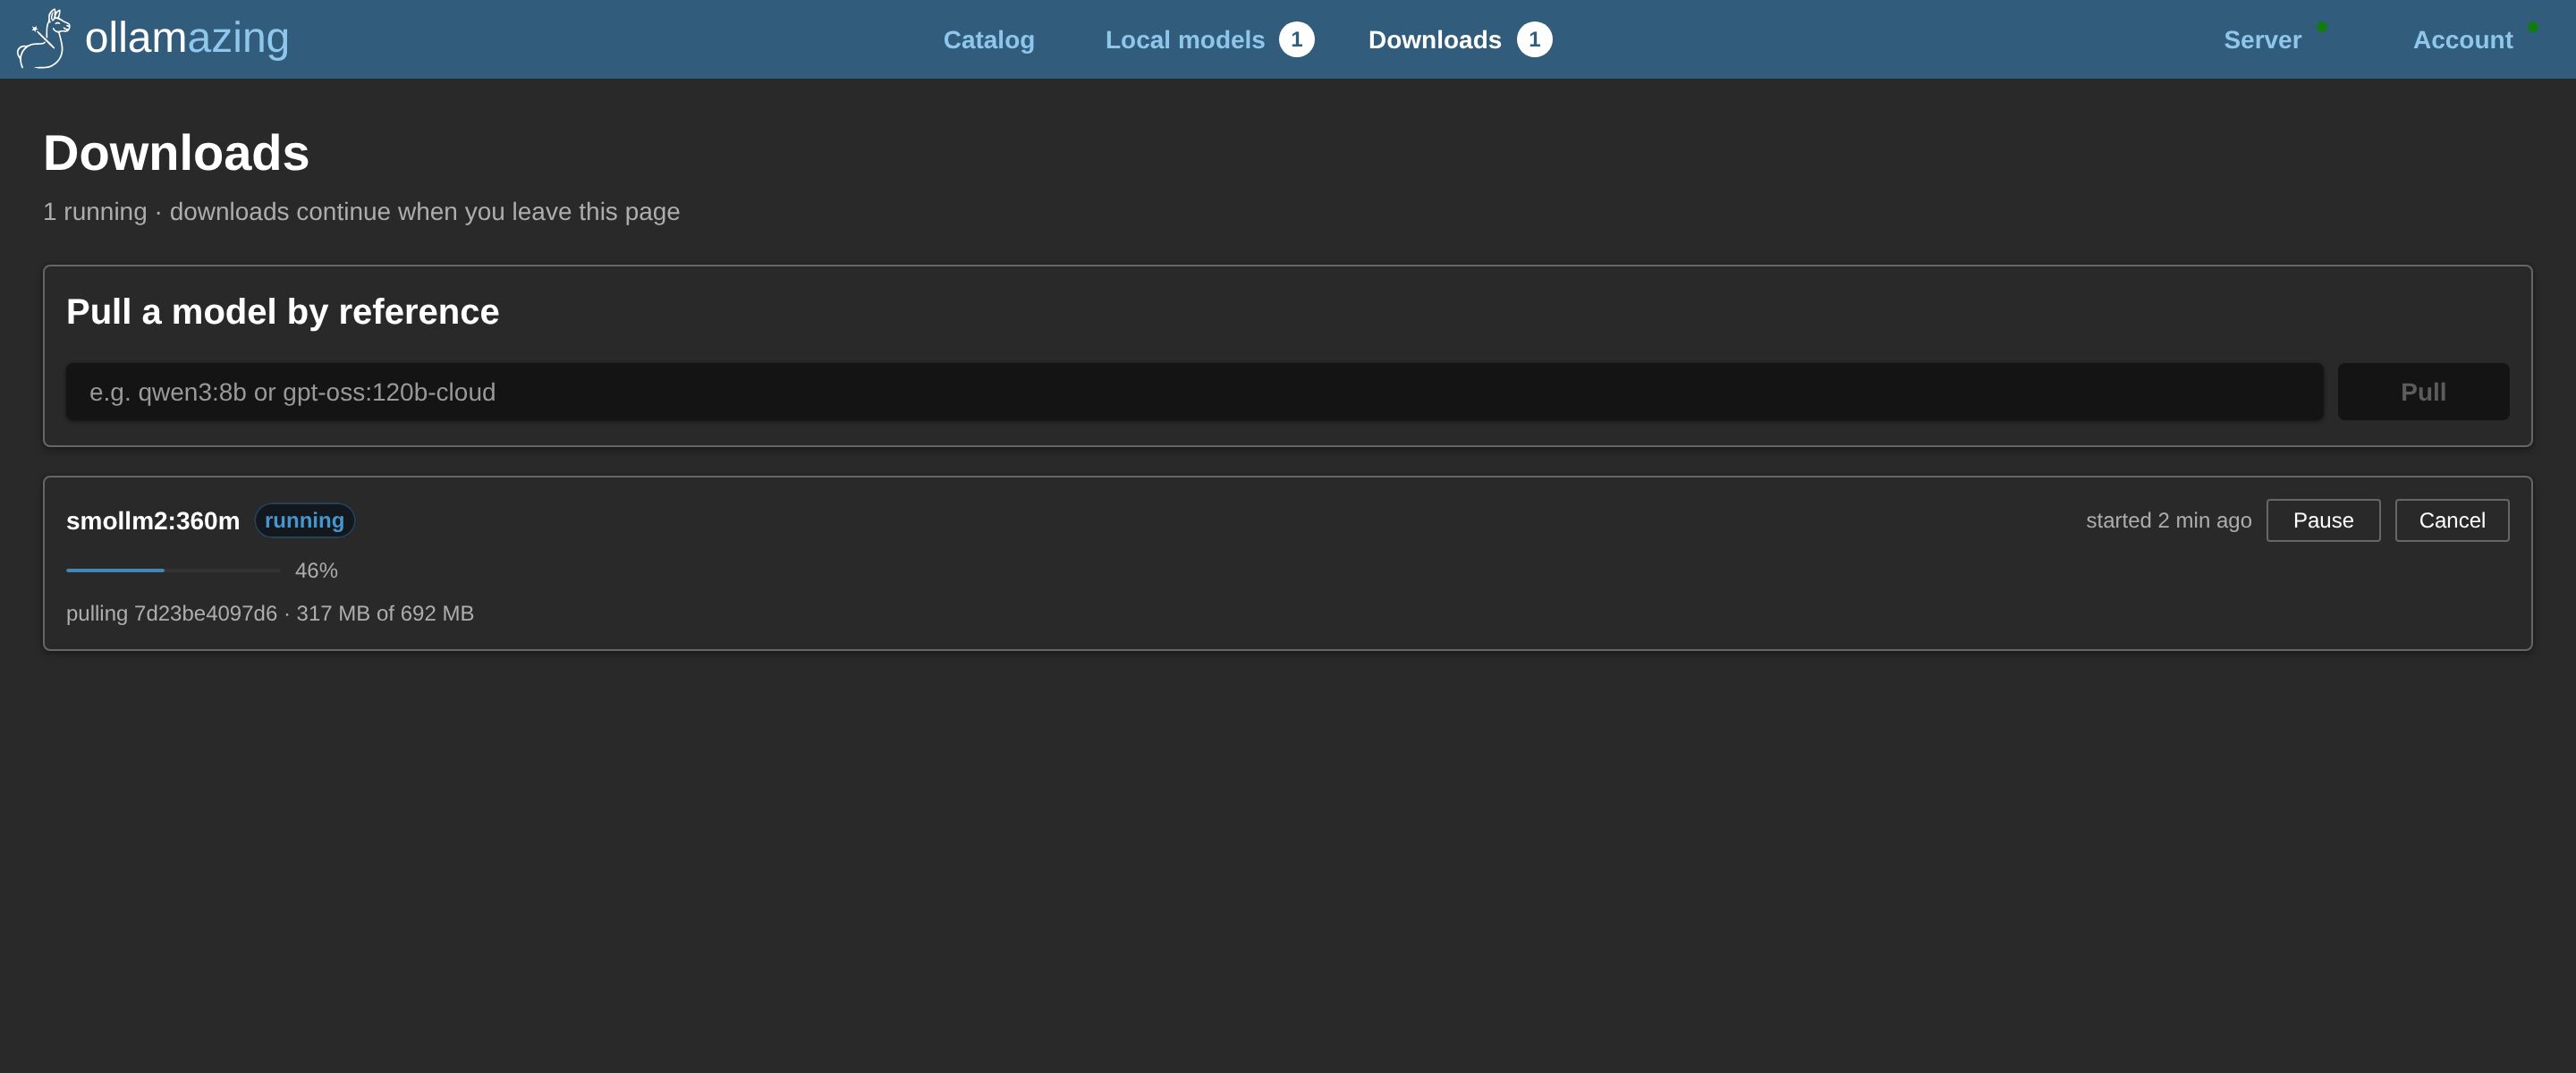 ollamazing
Catalog
Local models 1
Downloads 1
Server
Account
Downloads
1 running · downloads continue when you leave this page
Pull a model by reference
e.g. qwen3:8b or gpt-oss:120b-cloud
Pull
smollm2:360m running
started 2 min ago
Pause
Cancel
46%
pulling 7d23be4097d6 · 317 MB of 692 MB